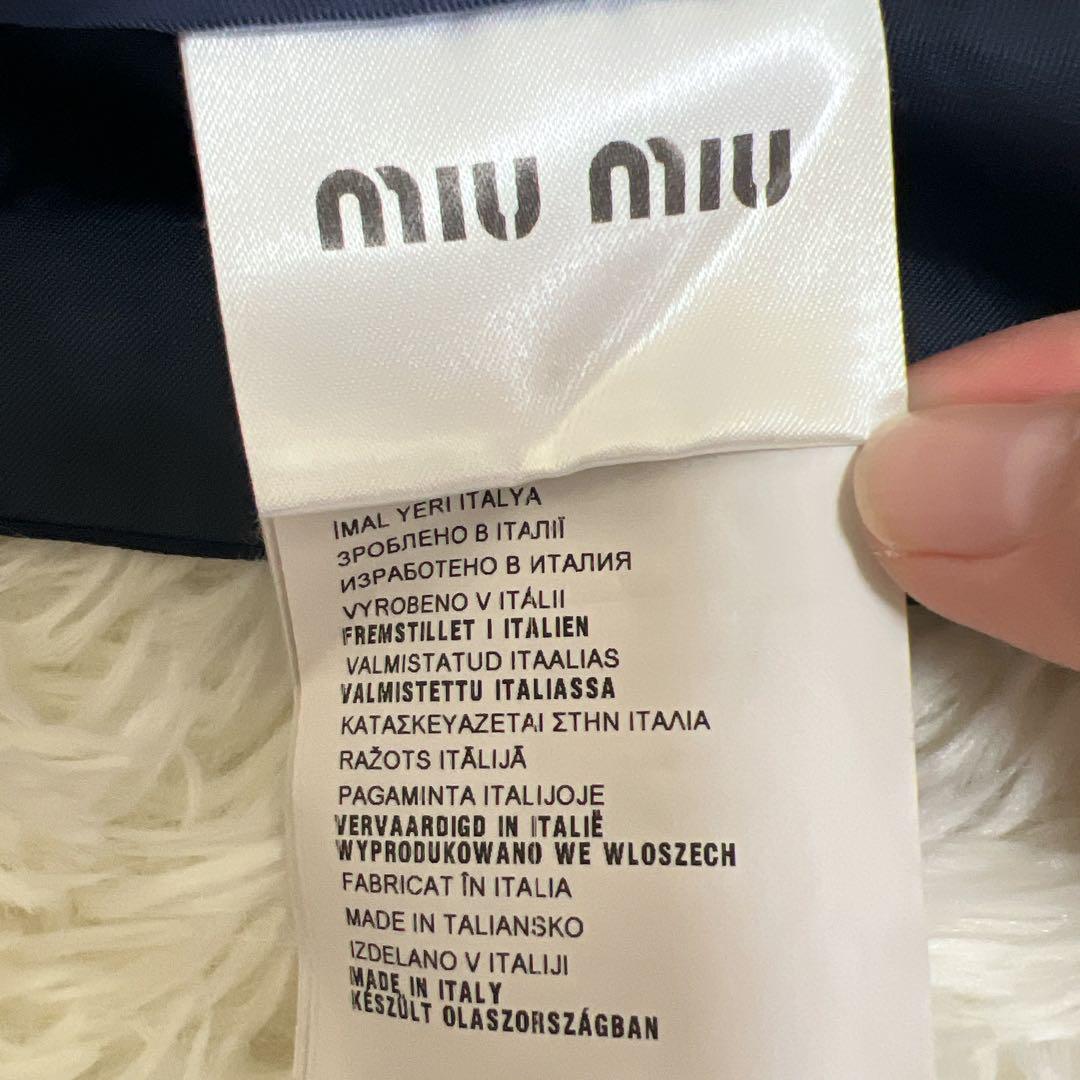 miu miu
IMAL YERI ITALYA
ЗРОБЛЕНО В ІТАЛІЇ
ИЗРАБОТЕНО В ИТАЛИЯ
VYROBENO V ITÁLII
FREMSTILLET I ITALIEN
VALMISTATUD ITAALIAS
VALMISTETTU ITALIASSA
ΚΑΤΑΣΚΕΥΑΖΕΤΑΙ ΣΤΗΝ ΙΤΑΛΙΑ
RAŽOTS ITĀLIJĀ
PAGAMINTA ITALIJOJE
VERVAARDIGD IN ITALIË
WYPRODUKOWANO WE WLOSZECH
FABRICAT ÎN ITALIA
MADE IN TALIANSKO
IZDELANO V ITALIJI
MADE IN ITALY
KÉSZÜLT OLASZORSZÁGBAN